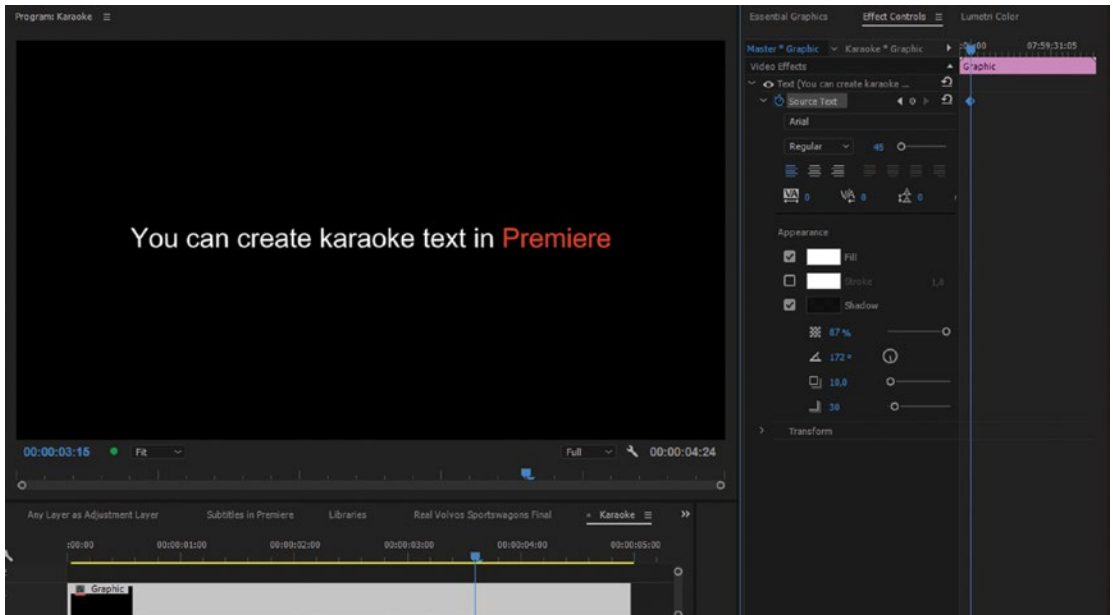 Program: Karaoke
Essential Graphics Effect Controls Lumetri Color
Master * Graphic Karaoke * Graphic 07:59:31:05
Video Effects Graphic
Text (You can create karaoke ...
Source Text
Arial
Regular 45
VA 0 VA 0 0
You can create karaoke text in Premiere
Appearance
Fill
Stroke 1,0
Shadow
87 %
172 °
10,0
30
Transform
00:00:03:15 Fit Full 00:00:04:24
Any Layer as Adjustment Layer Subtitles in Premiere Libraries Real Volvos Sportswagons Final × Karaoke
:00:00 00:00:01:00 00:00:02:00 00:00:03:00 00:00:04:00 00:00:05:00
Graphic